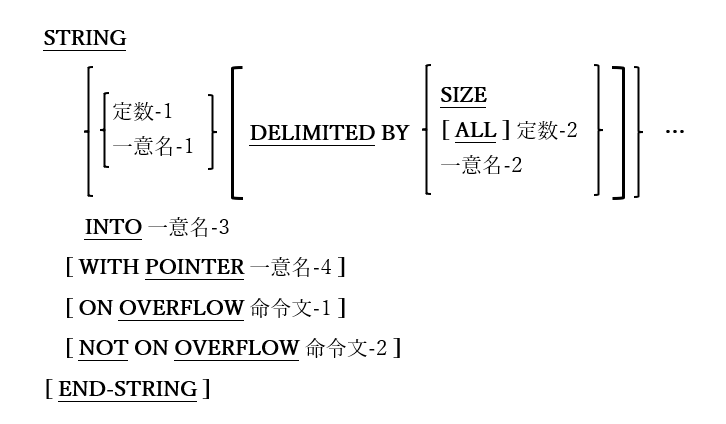 STRING
定数-1
一意名-1
DELIMITED BY
SIZE
[ ALL ] 定数-2
一意名-2
…
INTO 一意名-3
[ WITH POINTER 一意名-4 ]
[ ON OVERFLOW 命令文-1 ]
[ NOT ON OVERFLOW 命令文-2 ]
[ END-STRING ]